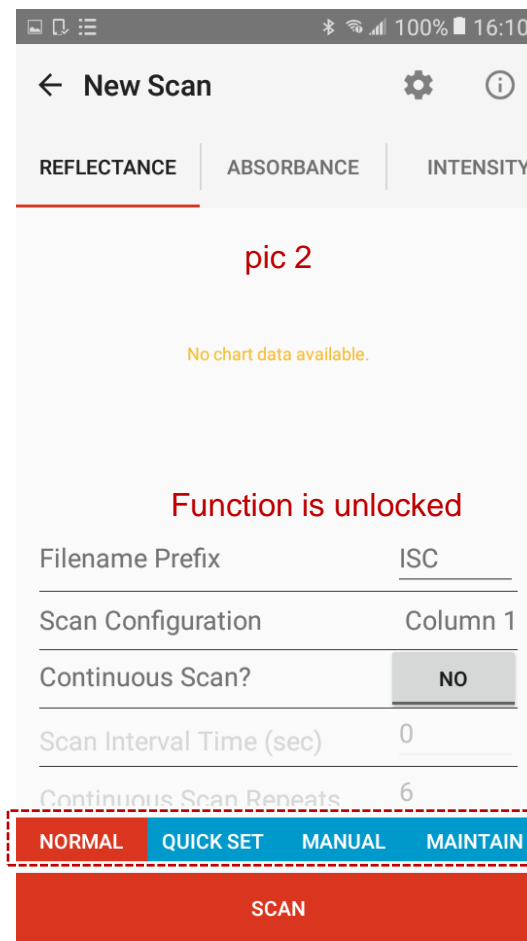 100% 16:10
New Scan
REFLECTANCE ABSORBANCE INTENSITY
pic 2
No chart data available.
Function is unlocked
Filename Prefix ISC
Scan Configuration Column 1
Continuous Scan? NO
Scan Interval Time (sec) 0
Continuous Scan Repeats 6
NORMAL QUICK SET MANUAL MAINTAIN
SCAN